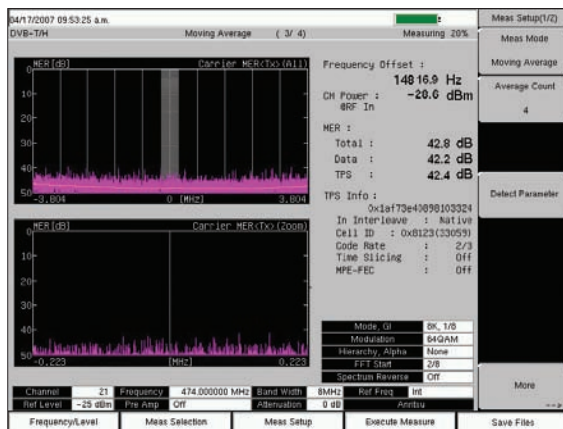 04/17/2007 09:53:25 a.m.
DVB-T/H Moving Average ( 3/ 4) Measuring 20%
MER[dB] Carrier MER<Tx>(All)
0
10
20
30
40
50
-3.804 0 [MHz] 3.804
MER[dB] Carrier MER<Tx>(Zoom)
0
10
20
30
40
50
-0.223 [MHz] 0.223
Frequency Offset :
14816.9 Hz
CH Power : -28.6 dBm
@RF In
MER :
Total : 42.8 dB
Data : 42.2 dB
TPS : 42.4 dB
TPS Info :
0x1af73e43898103324
In Interleave : Native
Cell ID : 0x8123(33059)
Code Rate : 2/3
Time Slicing : Off
MPE-FEC : Off
Mode, GI 8K, 1/8
Modulation 64QAM
Hierarchy, Alpha None
FFT Start 2/8
Spectrum Reverse Off
Channel 21 Frequency 474.000000 MHz Band Width 8MHz Ref Freq Int
Ref Level -25 dBm Pre Amp Off Attenuation 0 dB Anritsu
Frequency/Level Meas Selection Meas Setup Execute Measure Save Files
Meas Setup(1/2)
Meas Mode
Moving Average
Average Count
4
Detect Parameter
More
-->